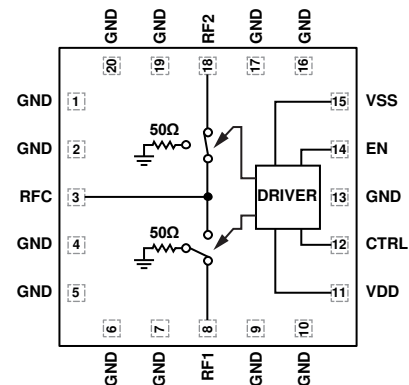 GND GND RF2 GND GND
20 19 18 17 16
GND 1
15 VSS
50Ω
GND 2
14 EN
RFC 3
DRIVER
13 GND
50Ω
GND 4
12 CTRL
GND 5
11 VDD
6 7 8 9 10
GND GND RF1 GND GND